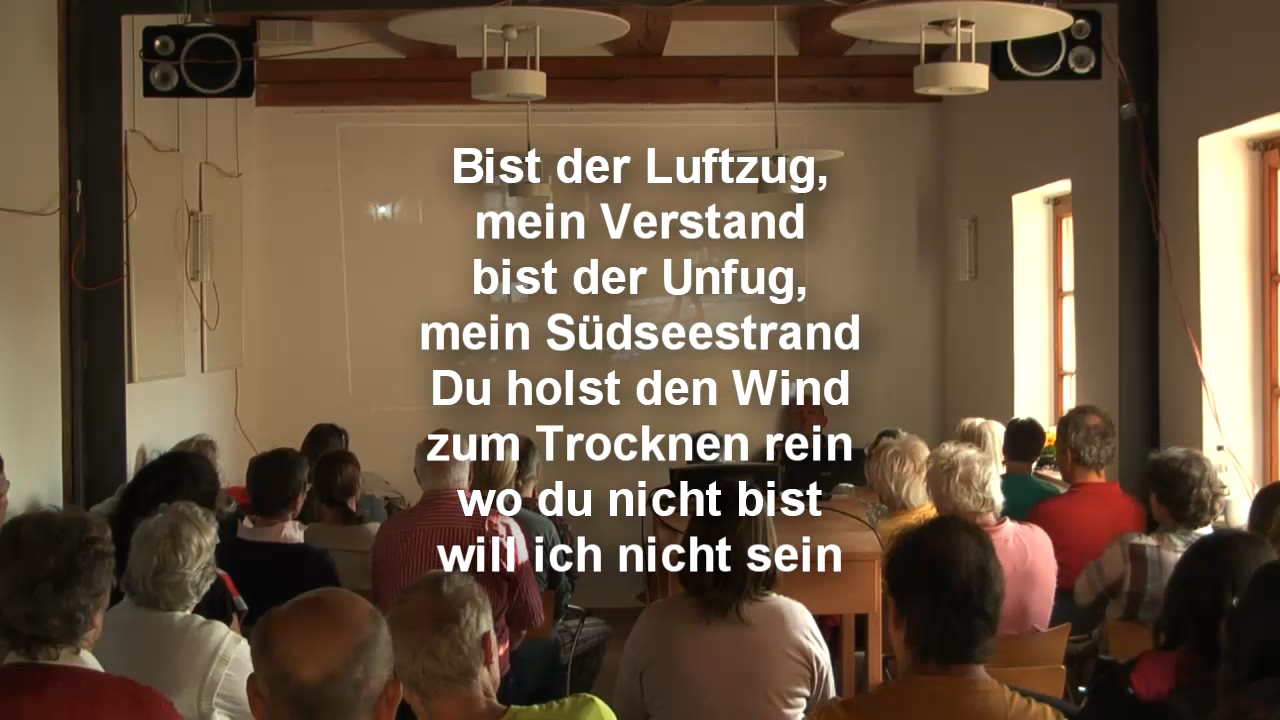 Bist der Luftzug,
mein Verstand
bist der Unfug,
mein Südseestrand
Du holst den Wind
zum Trocknen rein
wo du nicht bist
will ich nicht sein